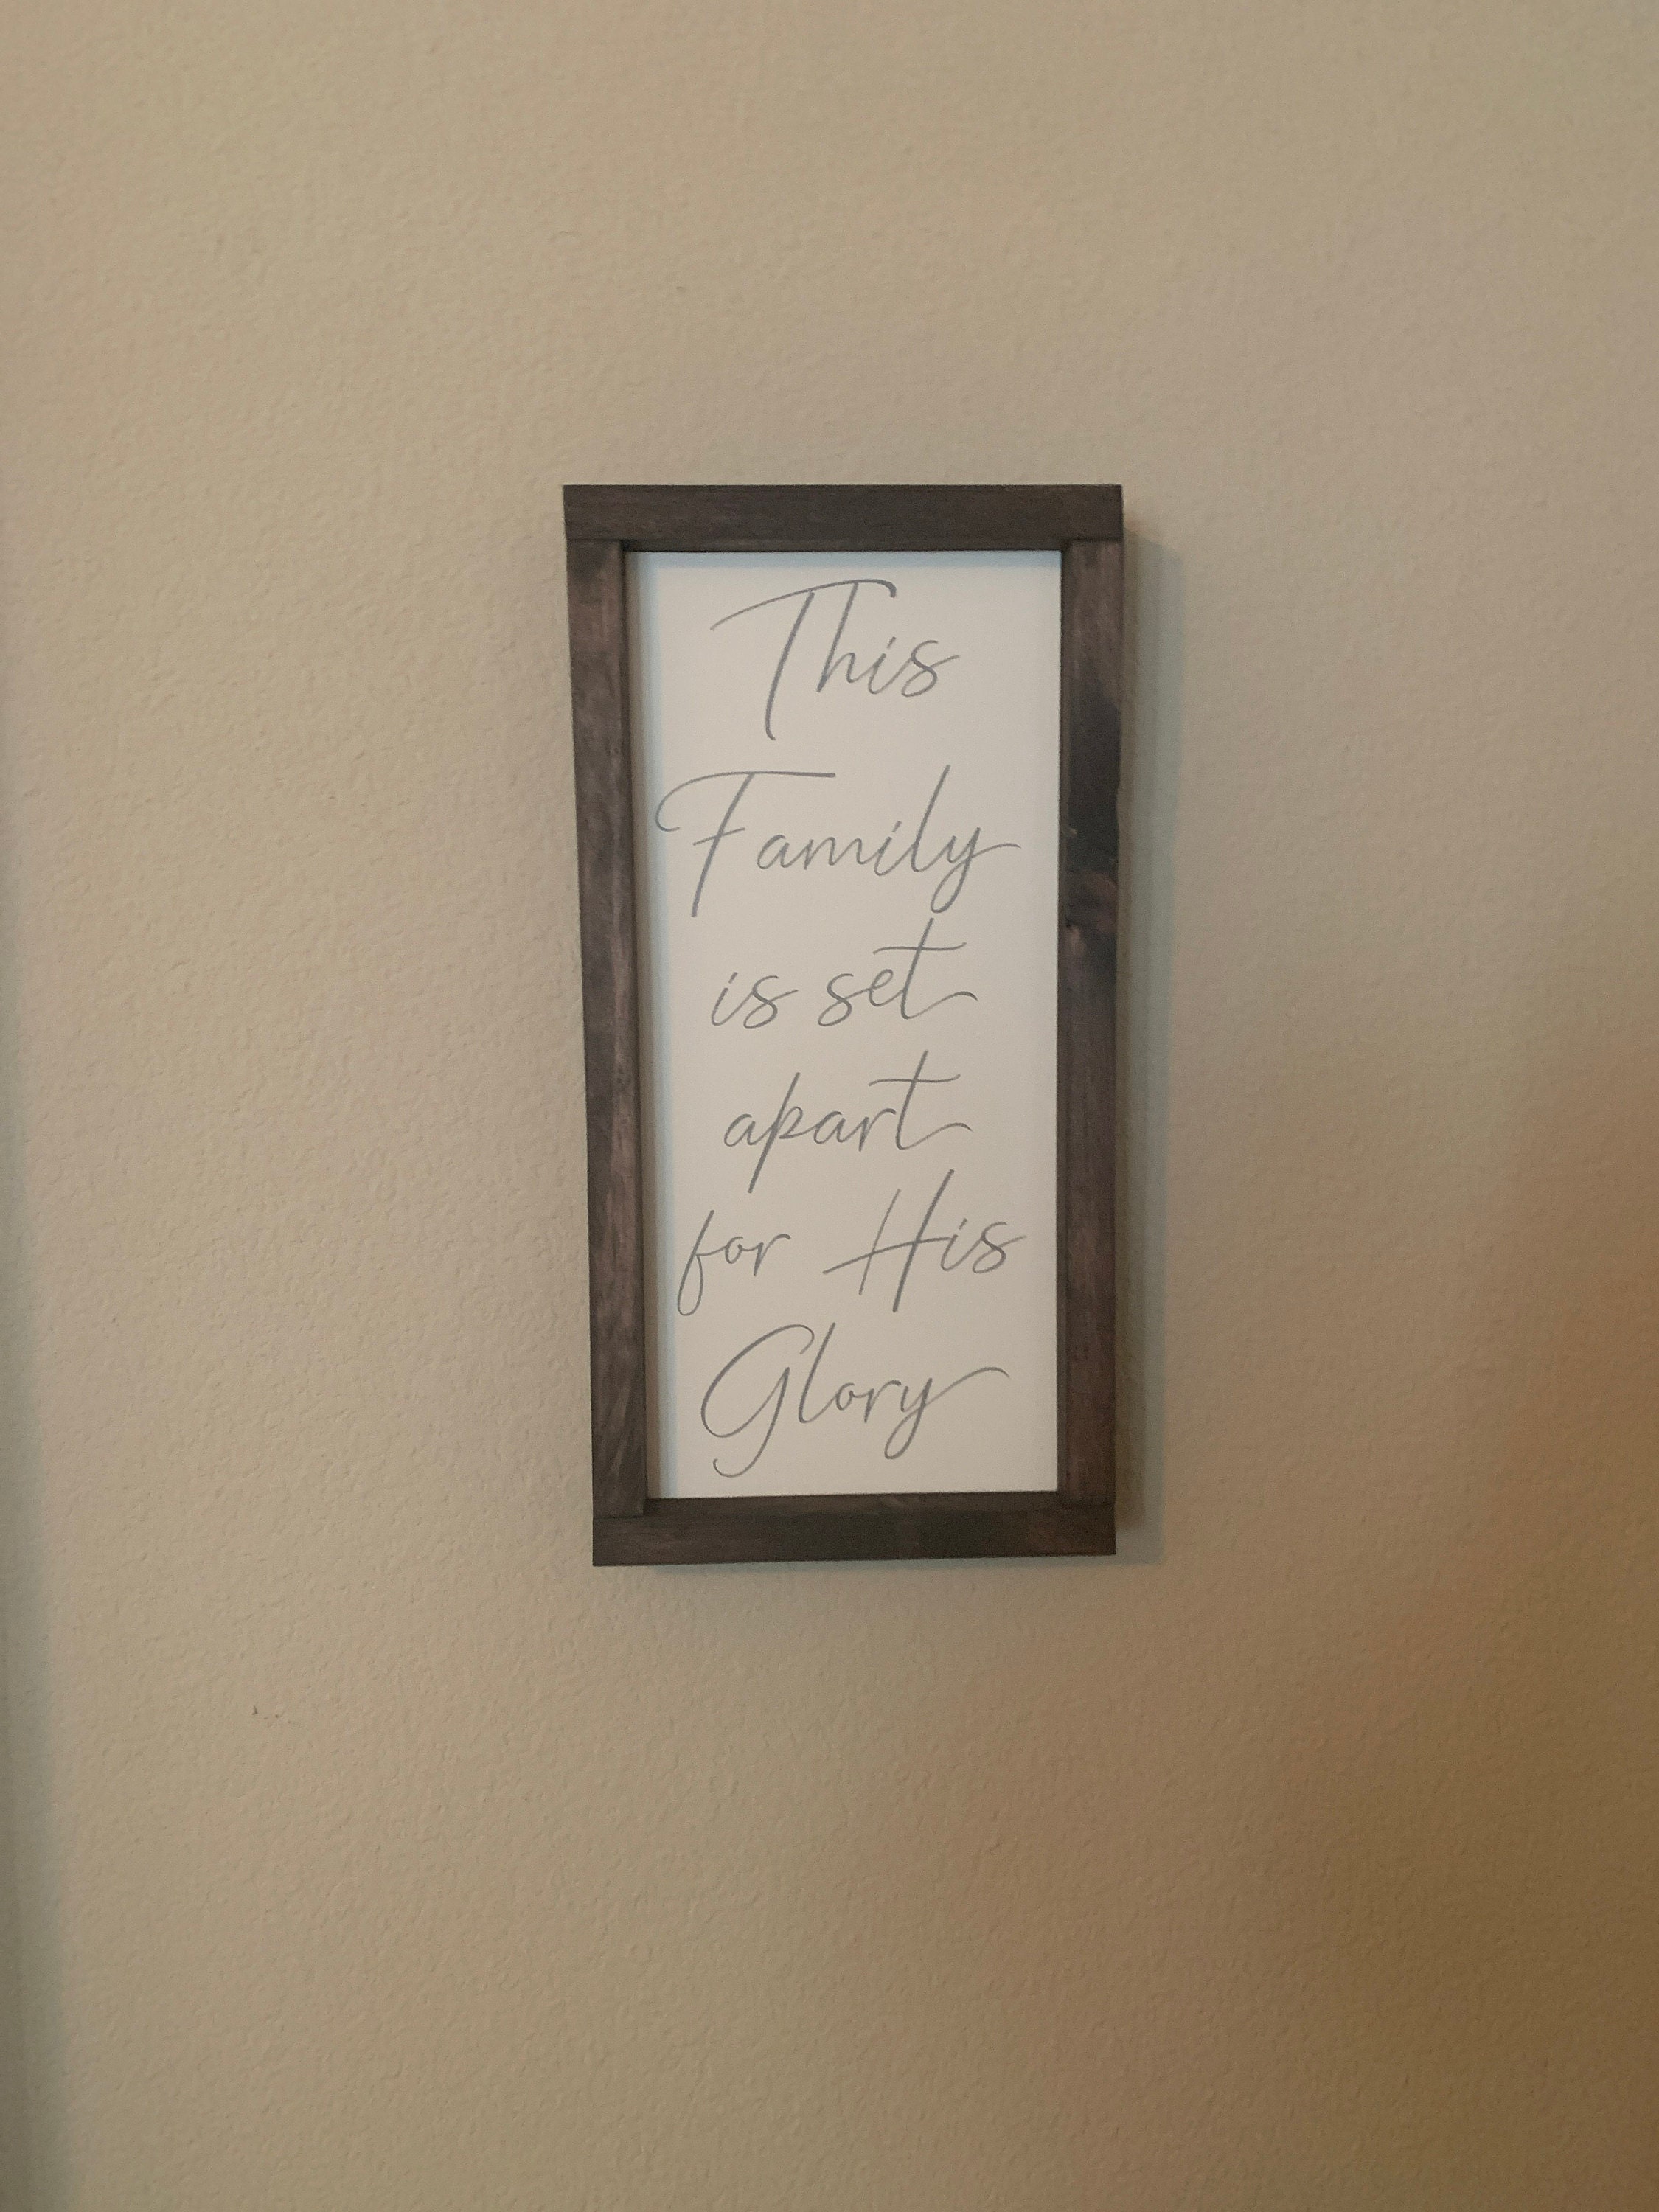 This
Family
is set
apart
for His
Glory